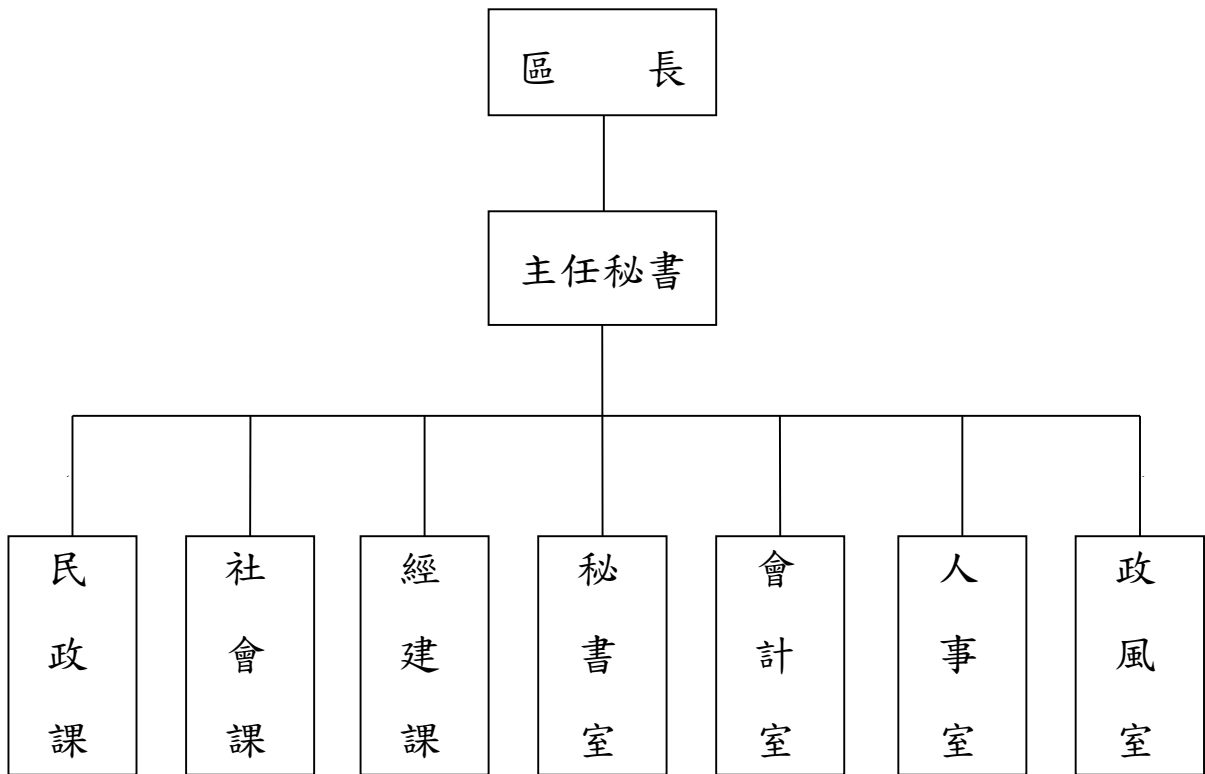 區 長
主任秘書
民政課
社會課
經建課
秘書室
會計室
人事室
政風室